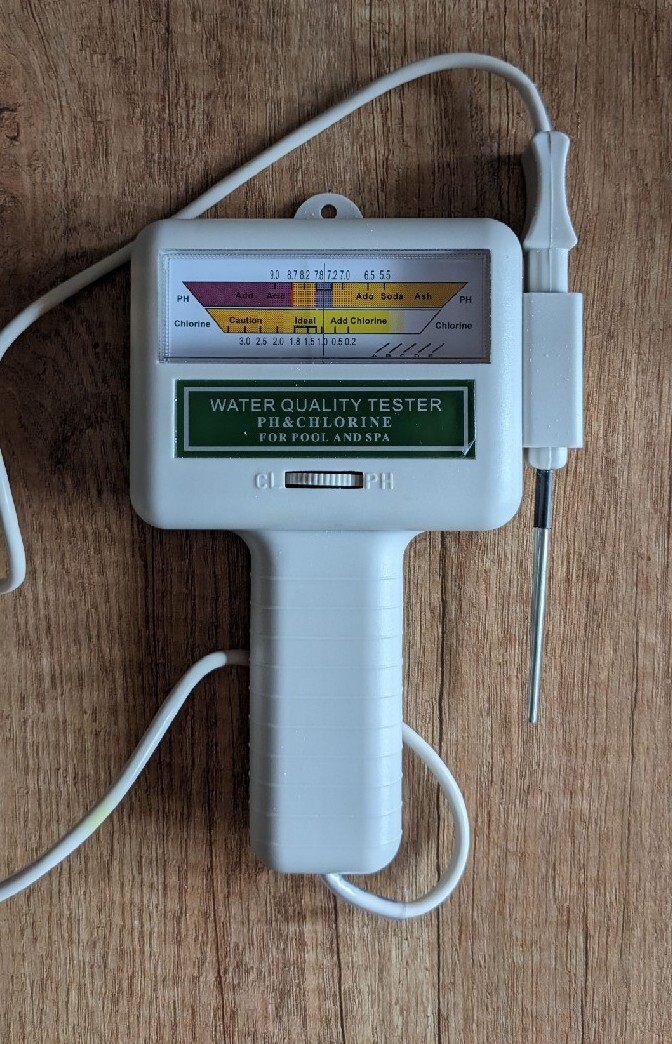 9.0 8.7 8.2 7.8 7.2 7.0 6.5 5.5
PH Add Acid Add Soda Ash PH
Chlorine Caution Ideal Add Chlorine Chlorine
3.0 2.5 2.0 1.8 1.5 1.0 0.5 0.2
WATER QUALITY TESTER
PH&CHLORINE
FOR POOL AND SPA
CL PH